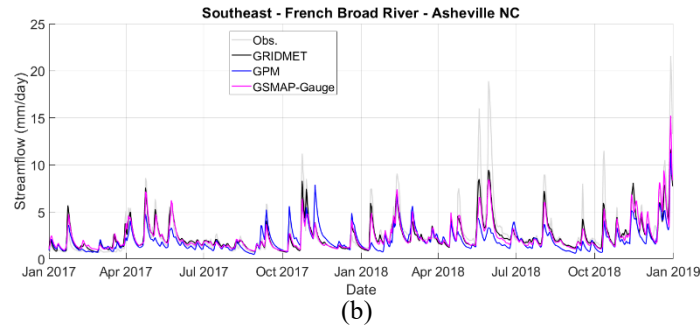 Southeast - French Broad River - Asheville NC
Streamflow (mm/day)
25
20
15
10
5
0
Obs.
GRIDMET
GPM
GSMAP-Gauge
Jan 2017 Apr 2017 Jul 2017 Oct 2017 Jan 2018 Apr 2018 Jul 2018 Oct 2018 Jan 2019
Date
(b)